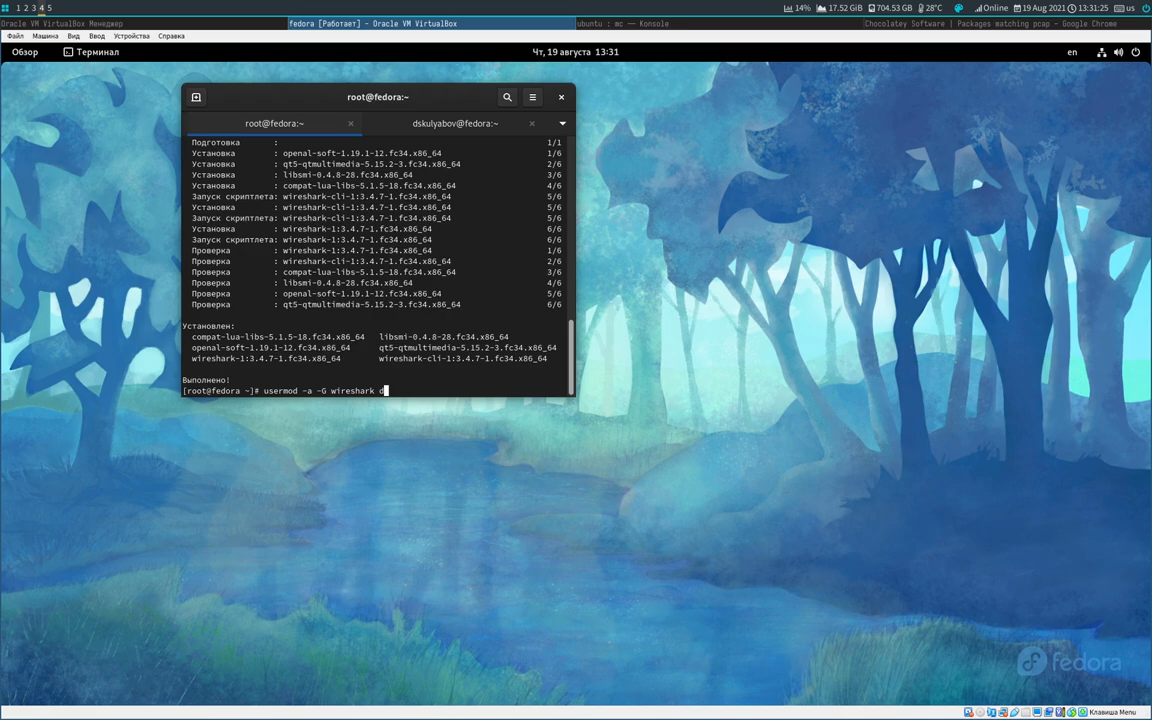 1 2 3 4 5
14% 17.52 GiB 704.53 GB 28°C Online 19 Aug 2021 13:31:25 us
Oracle VM VirtualBox Менеджер
fedora [Работает] - Oracle VM VirtualBox
ubuntu : mc — Konsole
Chocolatey Software | Packages watching pcap - Google Chrome
Файл Машина Вид Ввод Устройства Справка
Обзор Терминал Чт, 19 августа 13:31 en
root@fedora:~
root@fedora:~ dskulyabov@fedora:~
Подготовка : 1/1
Установка : openal-soft-1.19.1-12.fc34.x86_64 1/6
Установка : qt5-qtmultimedia-5.15.2-3.fc34.x86_64 2/6
Установка : libsmi-0.4.8-28.fc34.x86_64 3/6
Установка : compat-lua-libs-5.1.5-18.fc34.x86_64 4/6
Запуск скриптлета: wireshark-cli-1:3.4.7-1.fc34.x86_64 5/6
Установка : wireshark-cli-1:3.4.7-1.fc34.x86_64 5/6
Запуск скриптлета: wireshark-cli-1:3.4.7-1.fc34.x86_64 5/6
Установка : wireshark-1:3.4.7-1.fc34.x86_64 6/6
Запуск скриптлета: wireshark-1:3.4.7-1.fc34.x86_64 6/6
Проверка : wireshark-1:3.4.7-1.fc34.x86_64 1/6
Проверка : wireshark-cli-1:3.4.7-1.fc34.x86_64 2/6
Проверка : compat-lua-libs-5.1.5-18.fc34.x86_64 3/6
Проверка : libsmi-0.4.8-28.fc34.x86_64 4/6
Проверка : openal-soft-1.19.1-12.fc34.x86_64 5/6
Проверка : qt5-qtmultimedia-5.15.2-3.fc34.x86_64 6/6
Установлен:
compat-lua-libs-5.1.5-18.fc34.x86_64 libsmi-0.4.8-28.fc34.x86_64
openal-soft-1.19.1-12.fc34.x86_64 qt5-qtmultimedia-5.15.2-3.fc34.x86_64
wireshark-1:3.4.7-1.fc34.x86_64 wireshark-cli-1:3.4.7-1.fc34.x86_64
Выполнено!
[root@fedora ~]# usermod -a -G wireshark d
fedora
Клавиша Menu